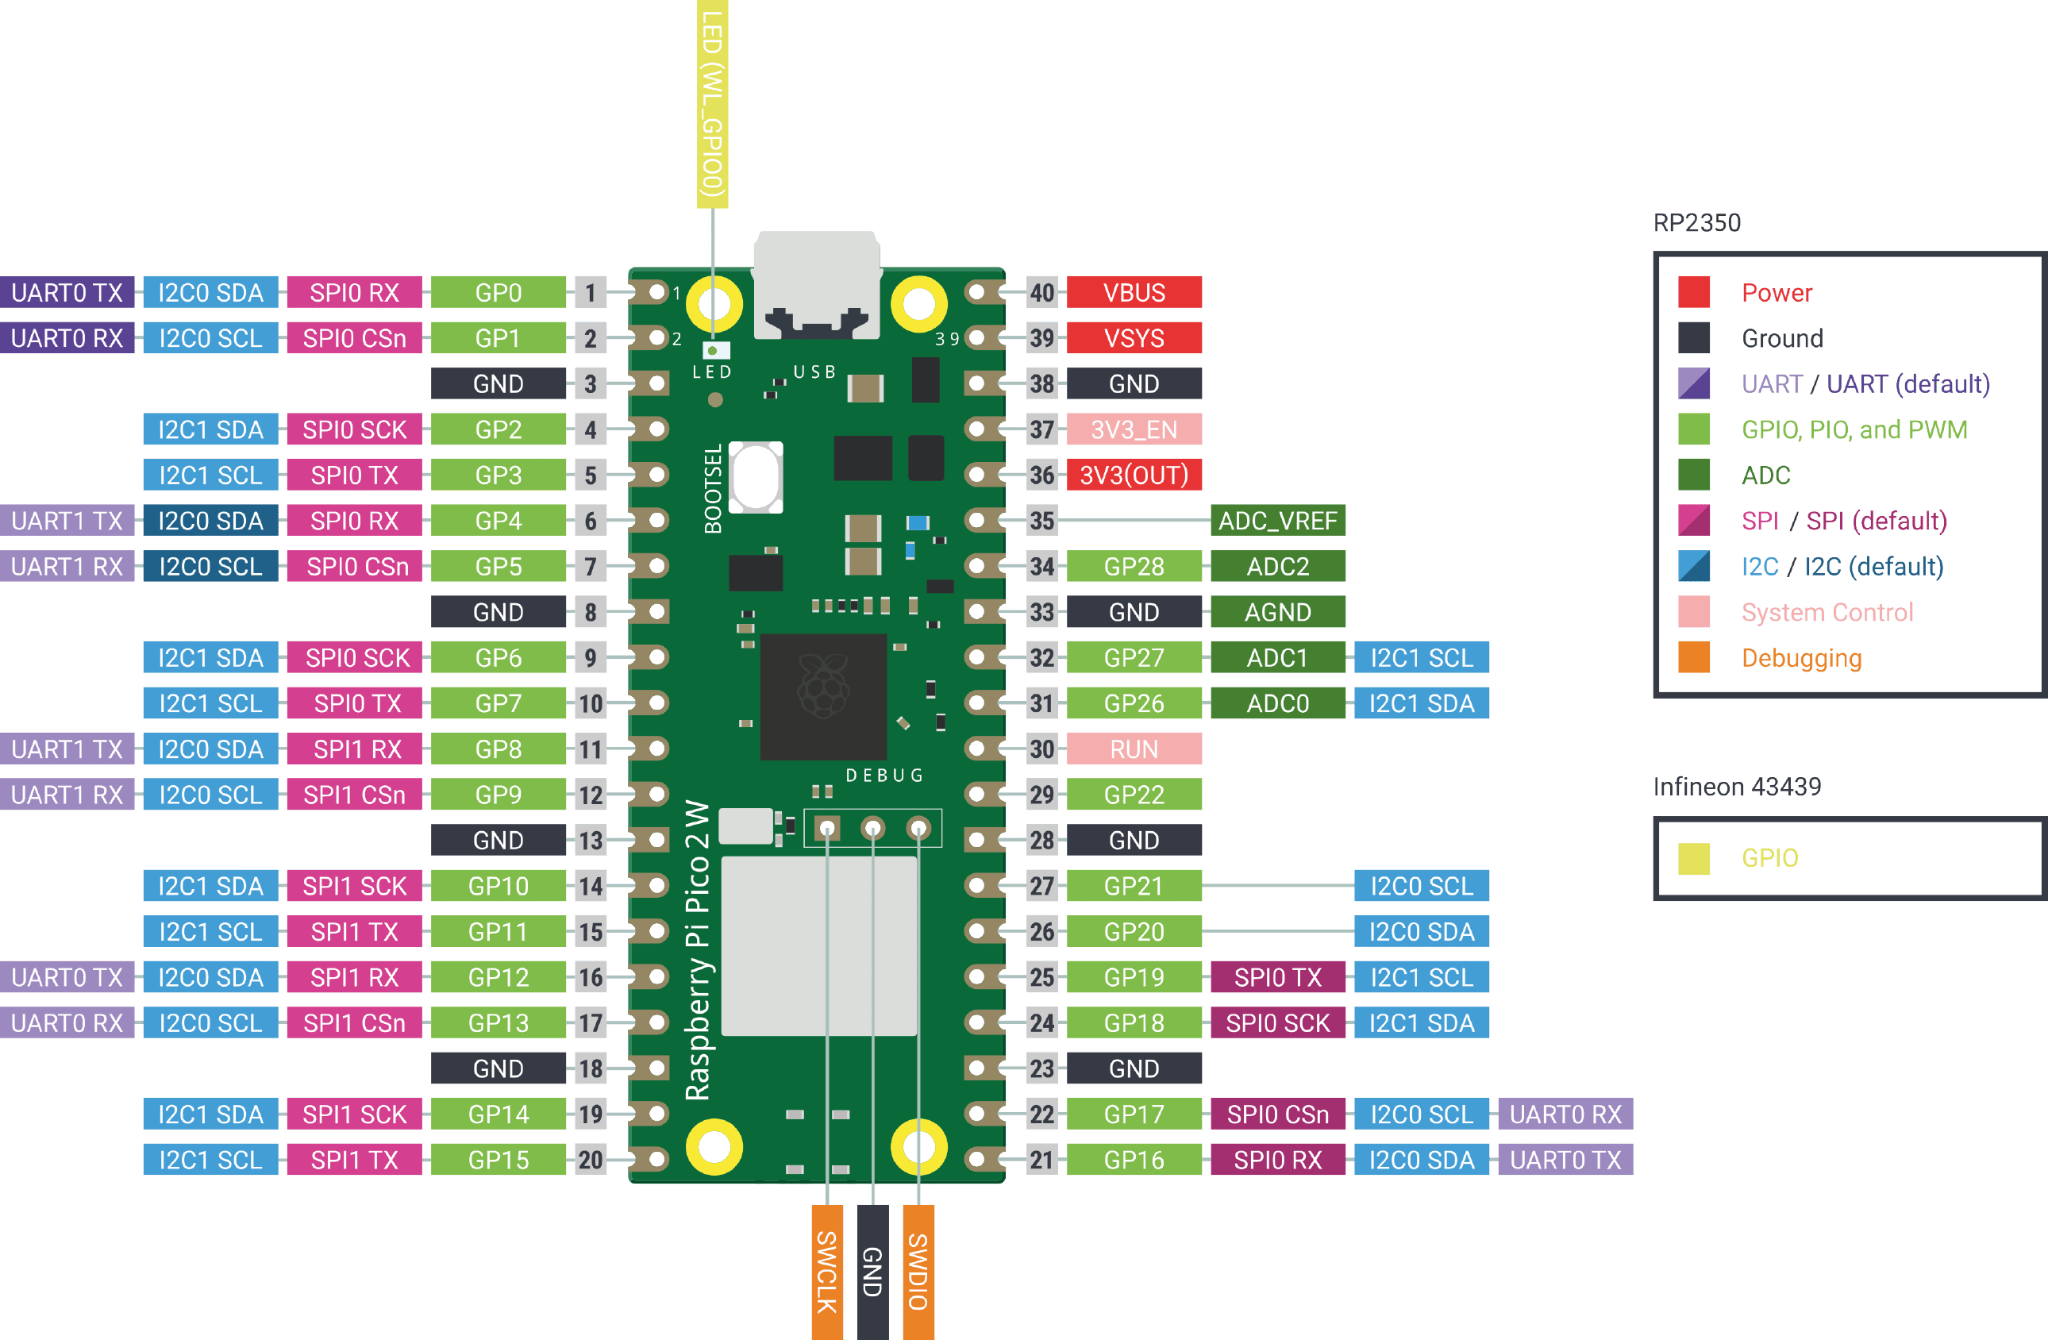 LED (WL_GPIO0)
UART0 TX I2C0 SDA SPI0 RX GP0 1 1 40 VBUS
UART0 RX I2C0 SCL SPI0 CSn GP1 2 2 39 39 VSYS
GND 3 LED USB 38 GND
I2C1 SDA SPI0 SCK GP2 4 37 3V3_EN
I2C1 SCL SPI0 TX GP3 5 BOOTSEL 36 3V3(OUT)
UART1 TX I2C0 SDA SPI0 RX GP4 6 35 ADC_VREF
UART1 RX I2C0 SCL SPI0 CSn GP5 7 34 GP28 ADC2
GND 8 33 GND AGND
I2C1 SDA SPI0 SCK GP6 9 32 GP27 ADC1 I2C1 SCL
I2C1 SCL SPI0 TX GP7 10 31 GP26 ADC0 I2C1 SDA
UART1 TX I2C0 SDA SPI1 RX GP8 11 30 RUN
DEBUG
UART1 RX I2C0 SCL SPI1 CSn GP9 12 29 GP22
GND 13 28 GND
I2C1 SDA SPI1 SCK GP10 14 27 GP21 I2C0 SCL
Raspberry Pi Pico 2 W
I2C1 SCL SPI1 TX GP11 15 26 GP20 I2C0 SDA
UART0 TX I2C0 SDA SPI1 RX GP12 16 25 GP19 SPI0 TX I2C1 SCL
UART0 RX I2C0 SCL SPI1 CSn GP13 17 24 GP18 SPI0 SCK I2C1 SDA
GND 18 23 GND
I2C1 SDA SPI1 SCK GP14 19 22 GP17 SPI0 CSn I2C0 SCL UART0 RX
I2C1 SCL SPI1 TX GP15 20 21 GP16 SPI0 RX I2C0 SDA UART0 TX
SWCLK
GND
SWDIO
RP2350
Power
Ground
UART / UART (default)
GPIO, PIO, and PWM
ADC
SPI / SPI (default)
I2C / I2C (default)
System Control
Debugging
Infineon 43439
GPIO